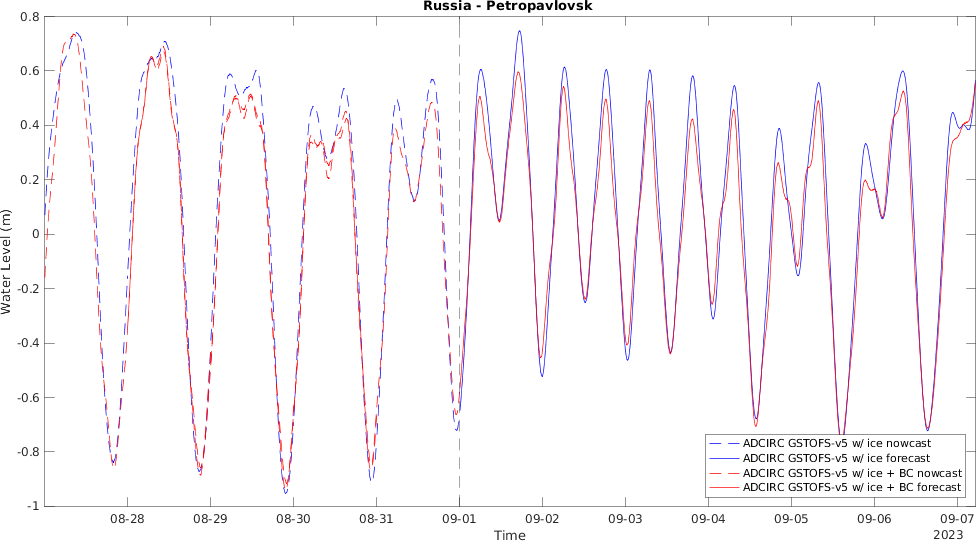 Russia - Petropavlovsk
0.8
0.6
0.4
0.2
0
-0.2
-0.4
-0.6
-0.8
-1
Water Level (m)
ADCIRC GSTOFS-v5 w/ ice nowcast
ADCIRC GSTOFS-v5 w/ ice forecast
ADCIRC GSTOFS-v5 w/ ice + BC nowcast
ADCIRC GSTOFS-v5 w/ ice + BC forecast
08-28 08-29 08-30 08-31 09-01 09-02 09-03 09-04 09-05 09-06 09-07
Time
2023